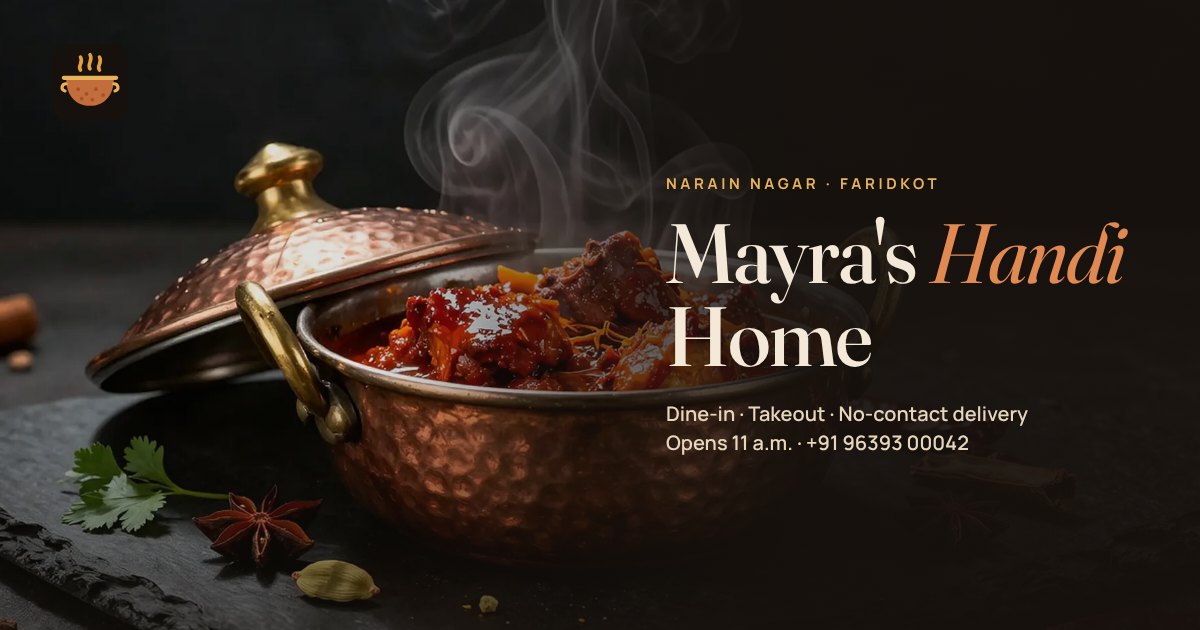 NARAIN NAGAR · FARIDKOT
Mayra's Handi
Home
Dine-in · Takeout · No-contact delivery
Opens 11 a.m. · +91 96393 00042